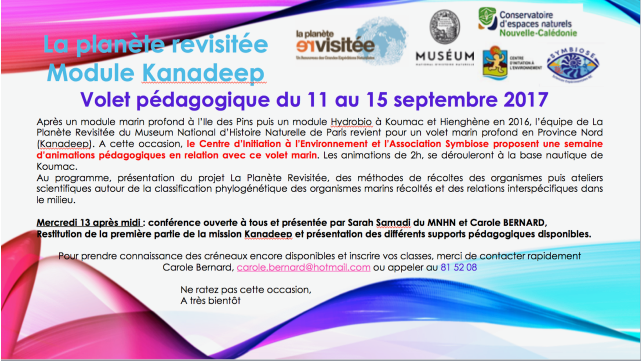 La planète revisitée
Module Kanadeep
la planète
revisitée
MUSÉUM
Conservatoire
d'espaces naturels
Nouvelle-Calédonie
CENTRE
D'INITIATION À
L'ENVIRONNEMENT
SYMBIOSE
Volet pédagogique du 11 au 15 septembre 2017
Après un module marin profond à l'Ile des Pins puis un module Hydrobio à Koumac et Hienghène en 2016, l'équipe de La
Planète Revisitée du Museum National d'Histoire Naturelle de Paris revient pour un volet marin profond en Province Nord
(Kanadeep). A cette occasion, le Centre d'Initiation à l'Environnement et l'Association Symbiose proposent une semaine
d'animations pédagogiques en relation avec ce volet marin. Les animations de 2h, se dérouleront à la base nautique de
Koumac.
Au programme, présentation du projet La Planète Revisitée, des méthodes de récoltes des organismes puis ateliers
scientifiques autour de la classification phylogénétique des organismes marins récoltés et des relations interspécifiques dans
le milieu.
Mercredi 13 après midi : conférence ouverte à tous et présentée par Sarah Samadi du MNHN et Carole BERNARD,
Restitution de la première partie de la mission Kanadeep et présentation des différents supports pédagogiques disponibles.
Pour prendre connaissance des créneaux encore disponibles et inscrire vos classes, merci de contacter rapidement
Carole Bernard, carole.bernard@hotmail.com ou appeler au 81 52 08
Ne ratez pas cette occasion,
A très bientôt